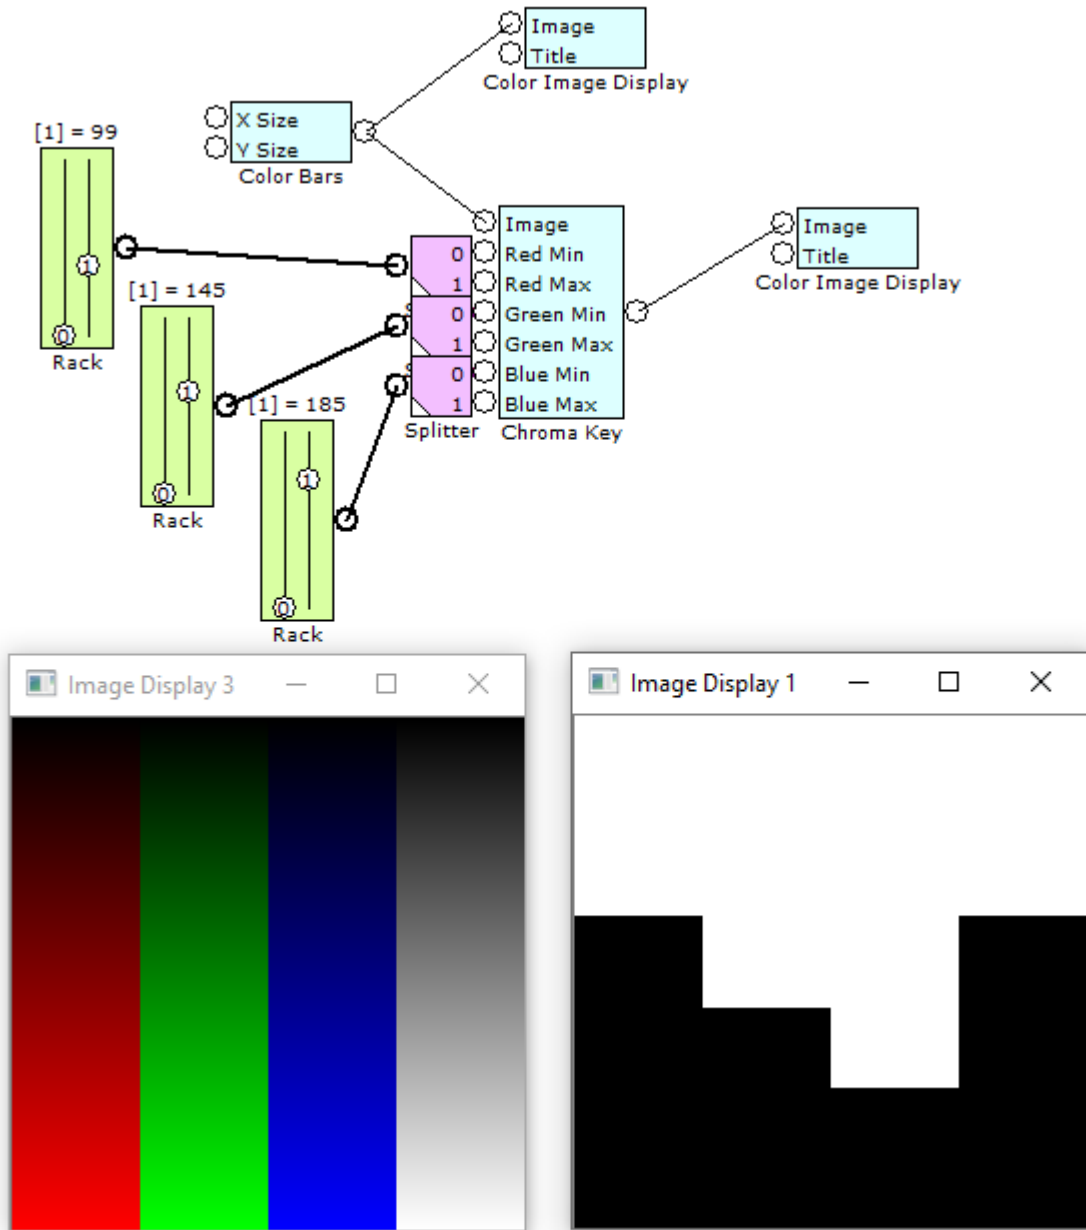 Image
Title
Color Image Display
X Size
Y Size
Color Bars
[1] = 99
1
0
Rack
[1] = 145
1
0
Rack
[1] = 185
1
0
Rack
0
1
0
1
0
1
Splitter
Image
Red Min
Red Max
Green Min
Green Max
Blue Min
Blue Max
Chroma Key
Image
Title
Color Image Display
Image Display 3
Image Display 1